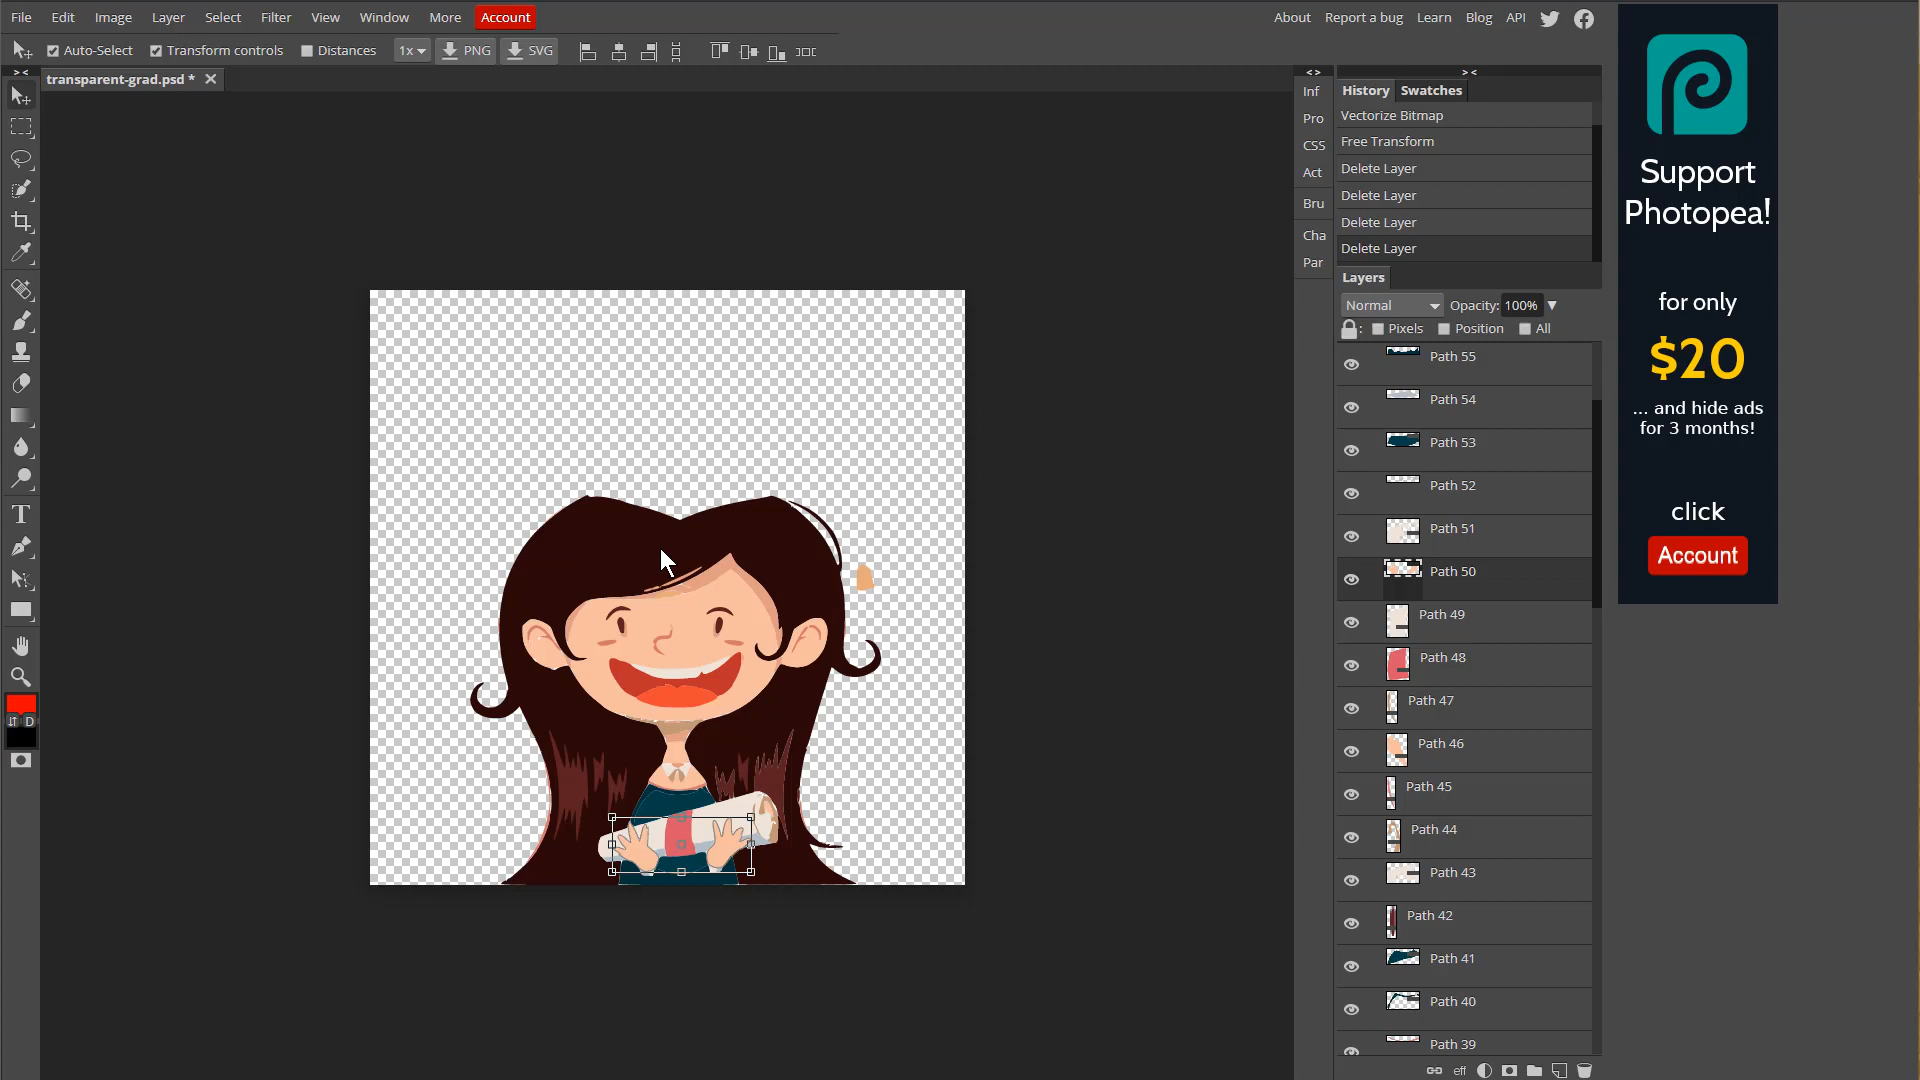 File Edit Image Layer Select Filter View Window More Account
About Report a bug Learn Blog API
Auto-Select Transform controls Distances 1x PNG SVG
transparent-grad.psd *
Inf
Pro
CSS
Act
Bru
Cha
Par
History Swatches
Vectorize Bitmap
Free Transform
Delete Layer
Delete Layer
Delete Layer
Delete Layer
Layers
Normal Opacity: 100%
: Pixels Position All
Path 55
Path 54
Path 53
Path 52
Path 51
Path 50
Path 49
Path 48
Path 47
Path 46
Path 45
Path 44
Path 43
Path 42
Path 41
Path 40
Path 39
eff
T
D
Support
Photopea!
for only
$20
... and hide ads
for 3 months!
click
Account